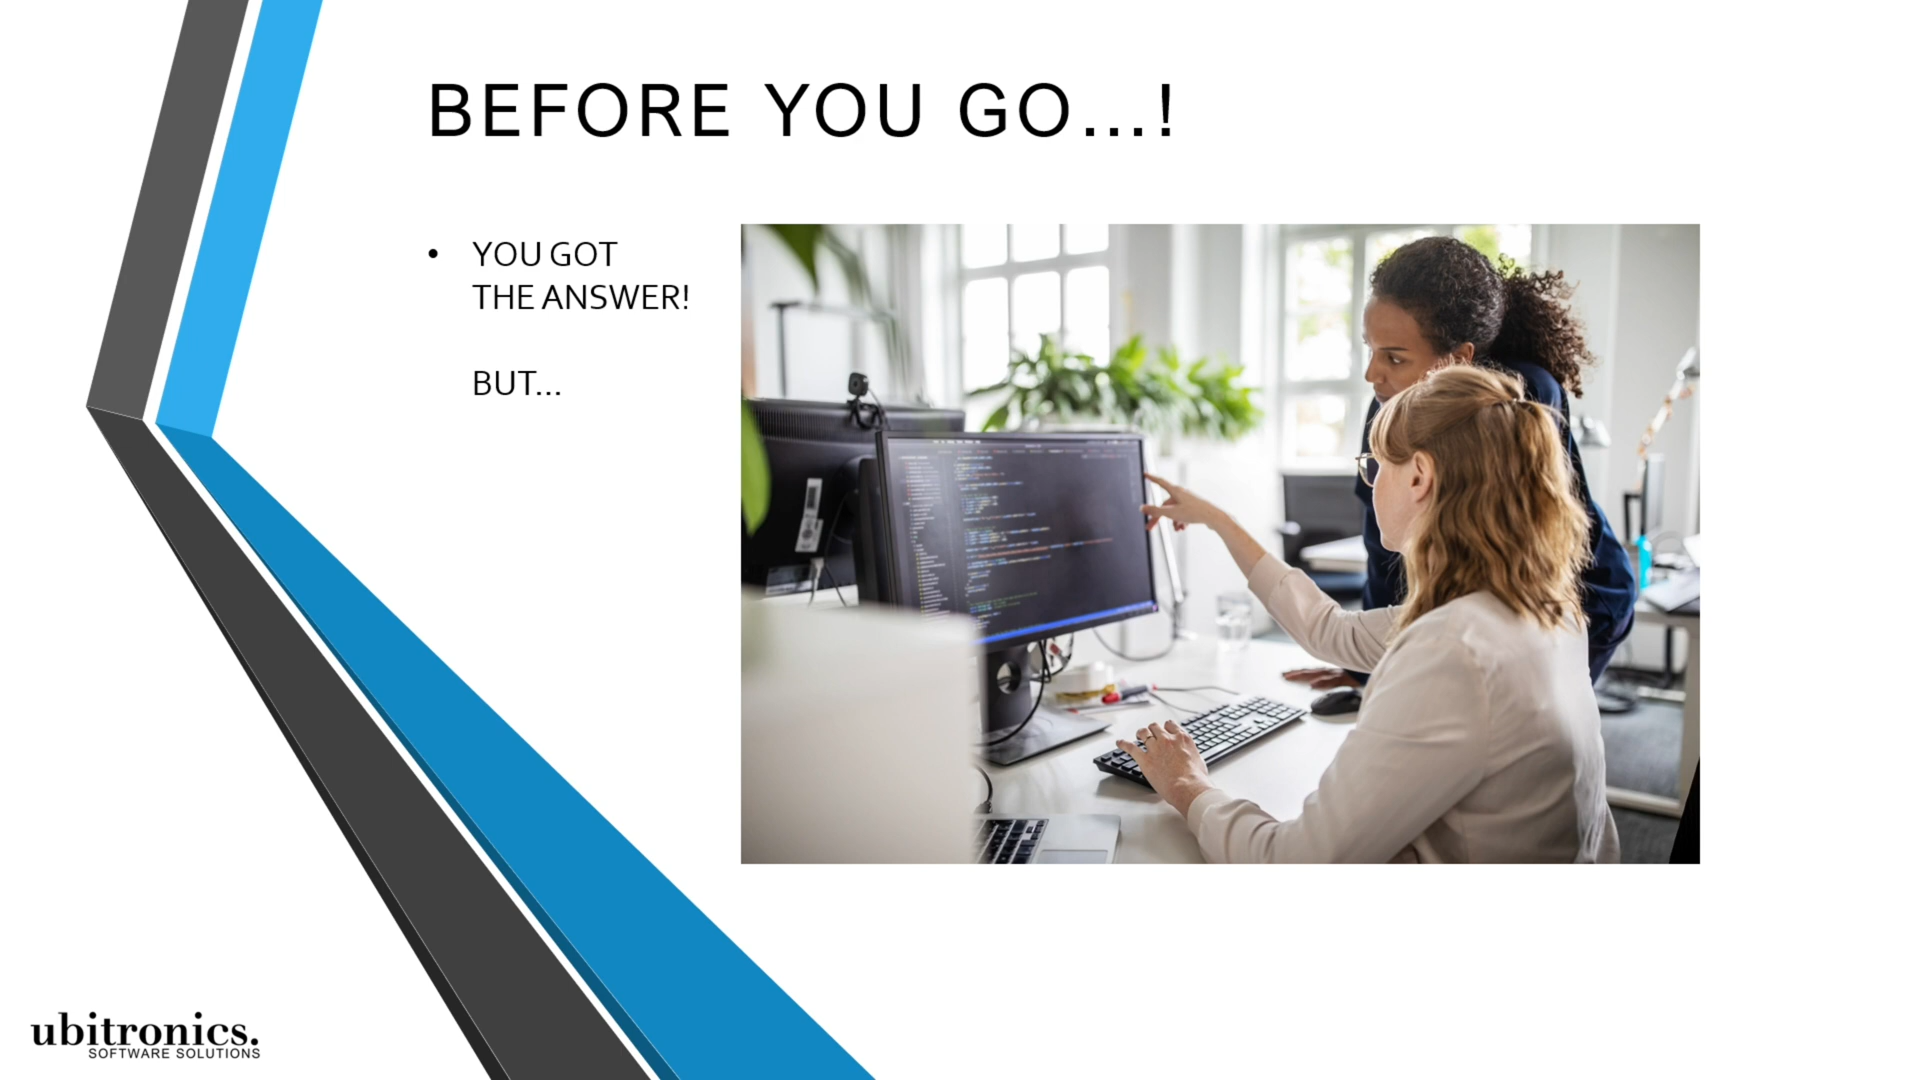 BEFORE YOU GO...!
• YOU GOT
THE ANSWER!
BUT...
ubitronics.
SOFTWARE SOLUTIONS